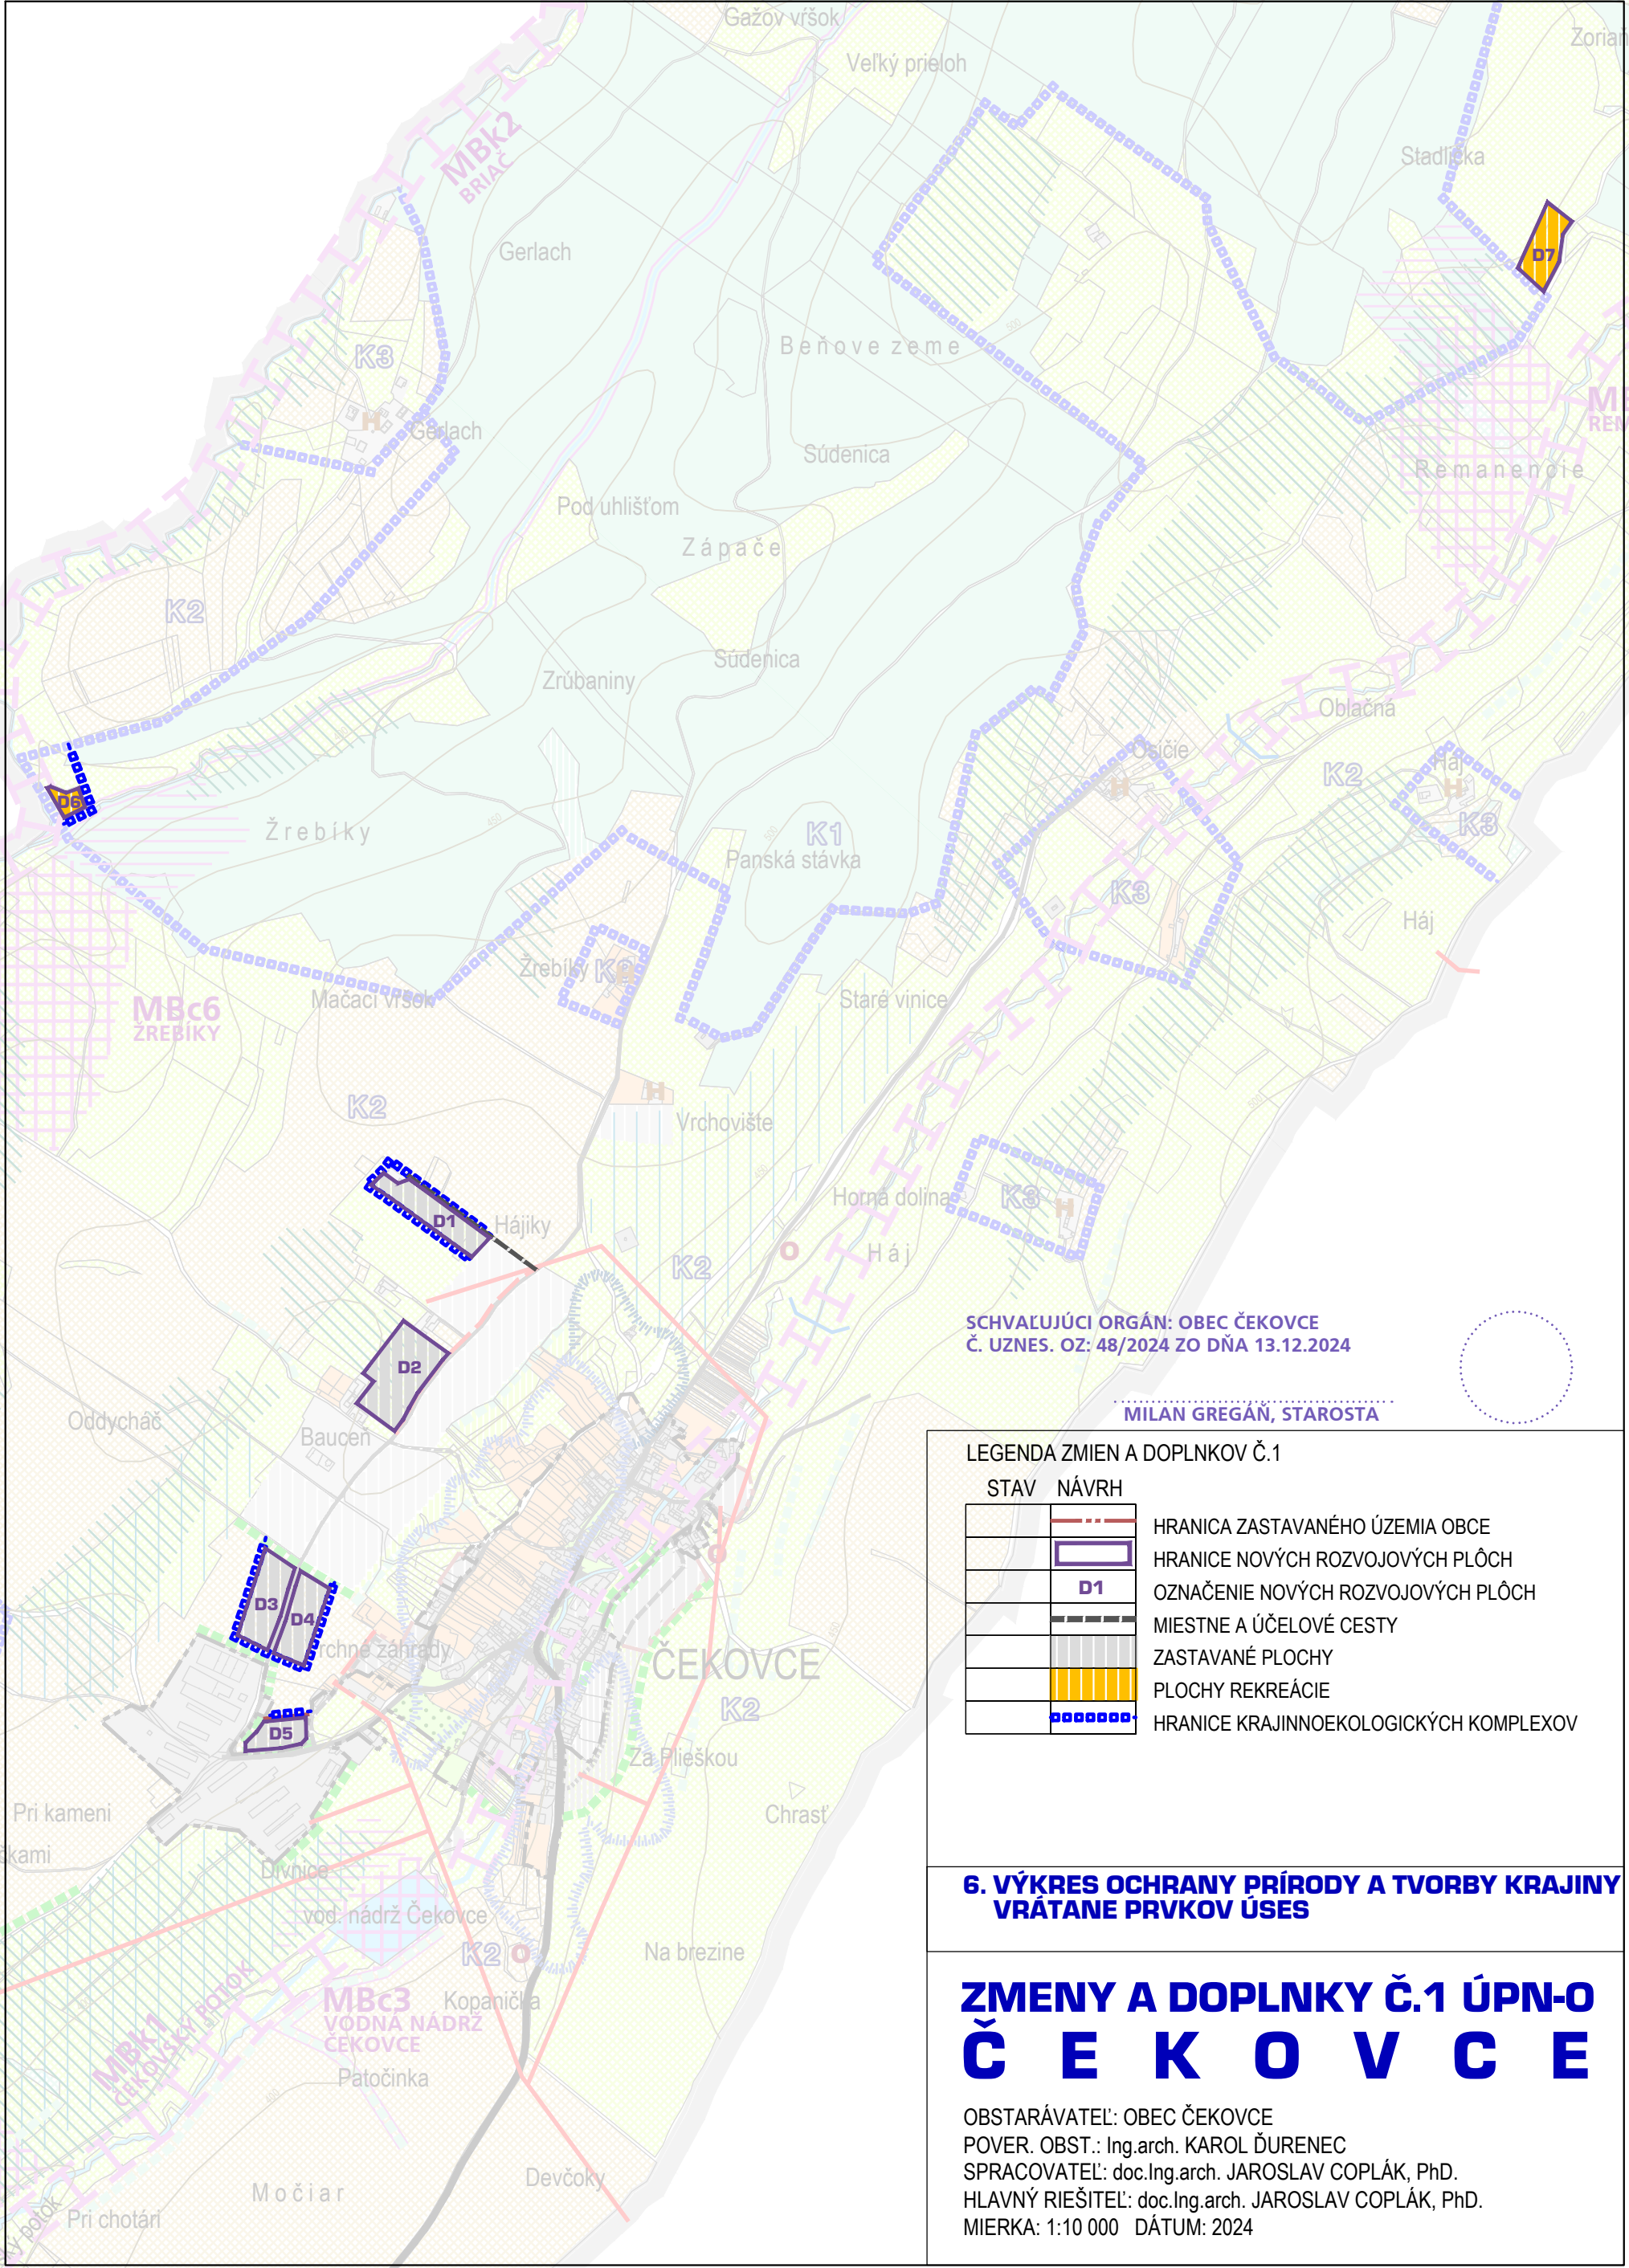 Gažov vŕšok
Veľký prieloh
Stadlička
MBk2
BRIAČ
Gerlach
D7
K3
Beňove zeme
H
Gerlach
Súdenica
Remanencie
Pod uhlišťom
Zápače
K2
Súdenica
Zrúbaniny
Oblačná
Osičie
Háj
K2
H
H
D6
Žrebíky
K1
Panská stávka
K3
K3
Háj
Žrebíky
H
Mačací vŕšok
Staré vinice
MBc6
ŽREBÍKY
K2
H
Vrchovište
Horná dolina
K3
H
D1
Hájiky
O
Háj
K2
SCHVAĽUJÚCI ORGÁN: OBEC ČEKOVCE
Č. UZNES. OZ: 48/2024 ZO DŇA 13.12.2024
MILAN GREGÁŇ, STAROSTA
D2
Oddycháč
Bauceň
D3
D4
ČEKOVCE
K2
D5
Za Plieškou
Pri kameni
Chrasť
Divnice
vod. nádrž Čekovce
K2
O
Na brezine
MBc3
VODNÁ NÁDRŽ
ČEKOVCE
Kopanička
MBk1
ČEKOVSKÝ POTOK
Patočinka
Devčoky
Močiar
Pri chotári
LEGENDA ZMIEN A DOPLNKOV Č.1
STAV NÁVRH
HRANICA ZASTAVANÉHO ÚZEMIA OBCE
HRANICE NOVÝCH ROZVOJOVÝCH PLÔCH
D1 OZNAČENIE NOVÝCH ROZVOJOVÝCH PLÔCH
MIESTNE A ÚČELOVÉ CESTY
ZASTAVANÉ PLOCHY
PLOCHY REKREÁCIE
HRANICE KRAJINNOEKOLOGICKÝCH KOMPLEXOV
6. VÝKRES OCHRANY PRÍRODY A TVORBY KRAJINY
VRÁTANE PRVKOV ÚSES
ZMENY A DOPLNKY Č.1 ÚPN-O
ČEKOVCE
OBSTARÁVATEĽ: OBEC ČEKOVCE
POVER. OBST.: Ing.arch. KAROL ĎURENEC
SPRACOVATEĽ: doc.Ing.arch. JAROSLAV COPLÁK, PhD.
HLAVNÝ RIEŠITEĽ: doc.Ing.arch. JAROSLAV COPLÁK, PhD.
MIERKA: 1:10 000 DÁTUM: 2024